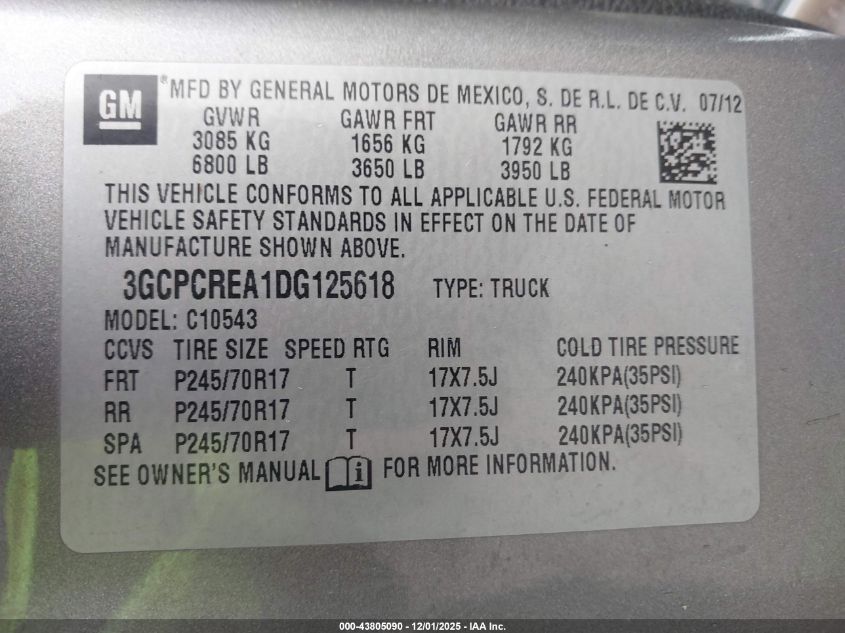 GM
®MFD BY GENERAL MOTORS DE MEXICO, S. DE R.L. DE C.V. 07/12
GVWR GAWR FRT GAWR RR
3085 KG 1656 KG 1792 KG
6800 LB 3650 LB 3950 LB
THIS VEHICLE CONFORMS TO ALL APPLICABLE U.S. FEDERAL MOTOR
VEHICLE SAFETY STANDARDS IN EFFECT ON THE DATE OF
MANUFACTURE SHOWN ABOVE.
3GCPCREA1DG125618 TYPE: TRUCK
MODEL: C10543
CCVS TIRE SIZE SPEED RTG RIM COLD TIRE PRESSURE
FRT P245/70R17 T 17X7.5J 240KPA(35PSI)
RR P245/70R17 T 17X7.5J 240KPA(35PSI)
SPA P245/70R17 T 17X7.5J 240KPA(35PSI)
SEE OWNER'S MANUAL i FOR MORE INFORMATION.
000-43805090 - 12/01/2025 - IAA Inc.